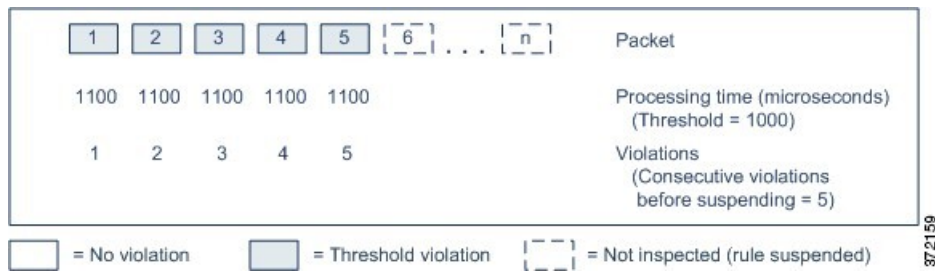 1 2 3 4 5 6 . . . n Packet
1100 1100 1100 1100 1100 Processing time (microseconds)
(Threshold = 1000)
1 2 3 4 5 Violations
(Consecutive violations
before suspending = 5)
= No violation = Threshold violation = Not inspected (rule suspended)
372159